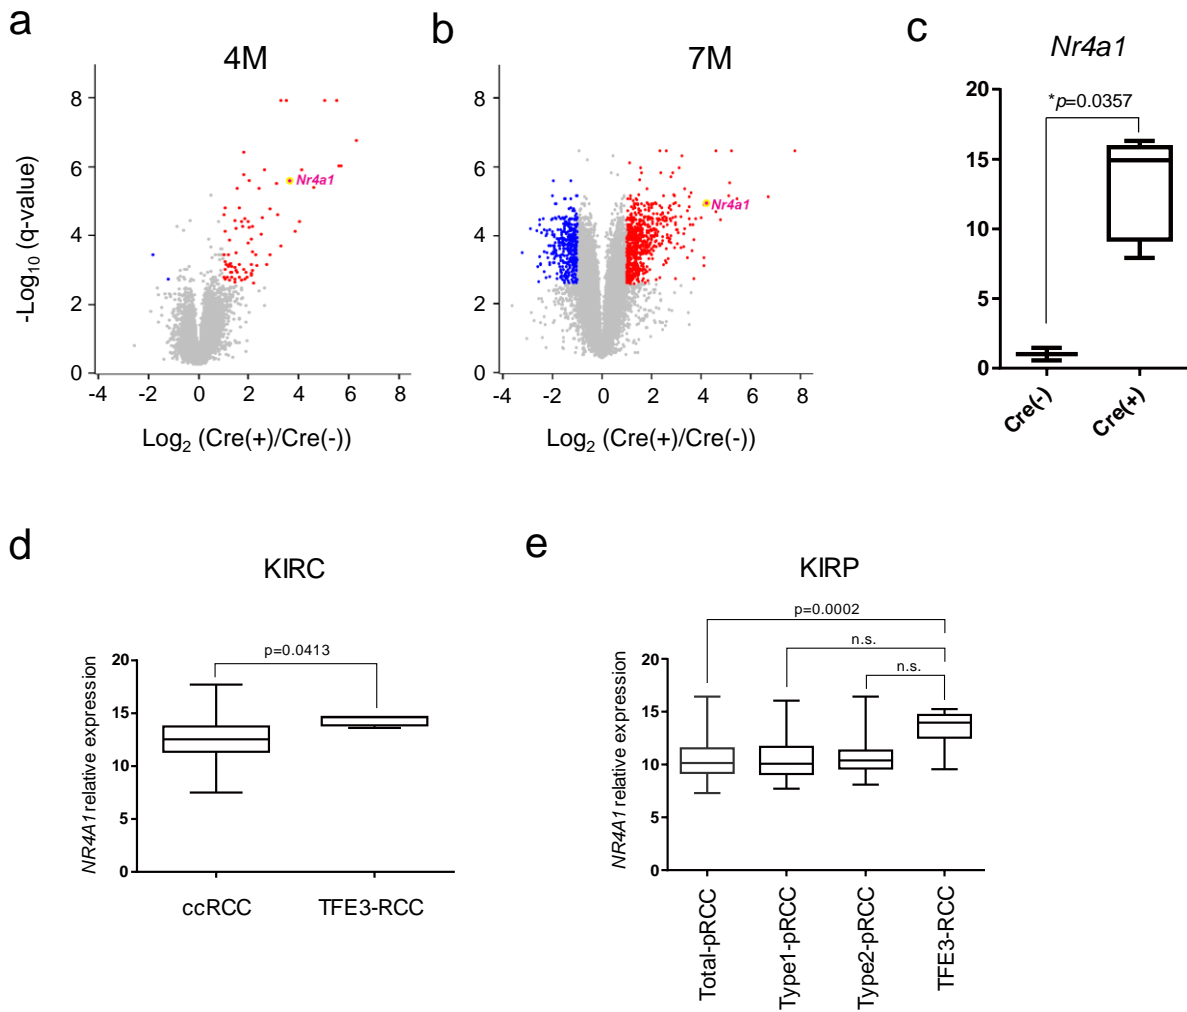 a
4M
-Log10 (q-value)
8
6
4
2
0
-4 -2 0 2 4 6 8
Nr4a1
Log2 (Cre(+)/Cre(-))
b
7M
8
6
4
2
0
-4 -2 0 2 4 6 8
Nr4a1
Log2 (Cre(+)/Cre(-))
c
Nr4a1
*p=0.0357
20
15
10
5
0
Cre(-)
Cre(+)
d
KIRC
p=0.0413
NR4A1 relative expression
20
15
10
5
0
ccRCC
TFE3-RCC
e
KIRP
p=0.0002
n.s.
n.s.
NR4A1 relative expression
20
15
10
5
0
Total-pRCC
Type1-pRCC
Type2-pRCC
TFE3-RCC